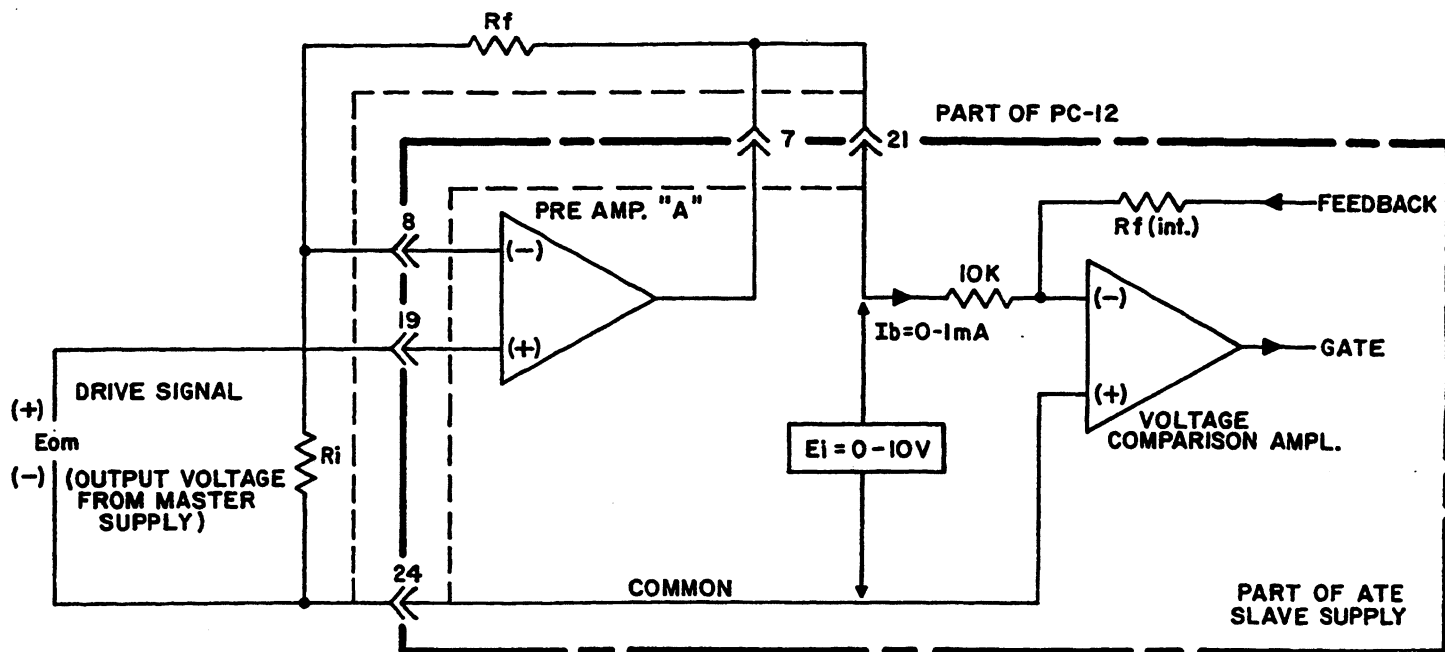 Rf
PART OF PC-12
7
21
PRE AMP. "A"
8
(-)
FEEDBACK
Rf (int.)
10K
(-)
19
(+)
Ib=0-1mA
GATE
DRIVE SIGNAL
(+)
Eom
(-)
(OUTPUT VOLTAGE
FROM MASTER
SUPPLY)
Ri
(+)
VOLTAGE
COMPARISON AMPL.
Ei = 0-10V
24
COMMON
PART OF ATE
SLAVE SUPPLY